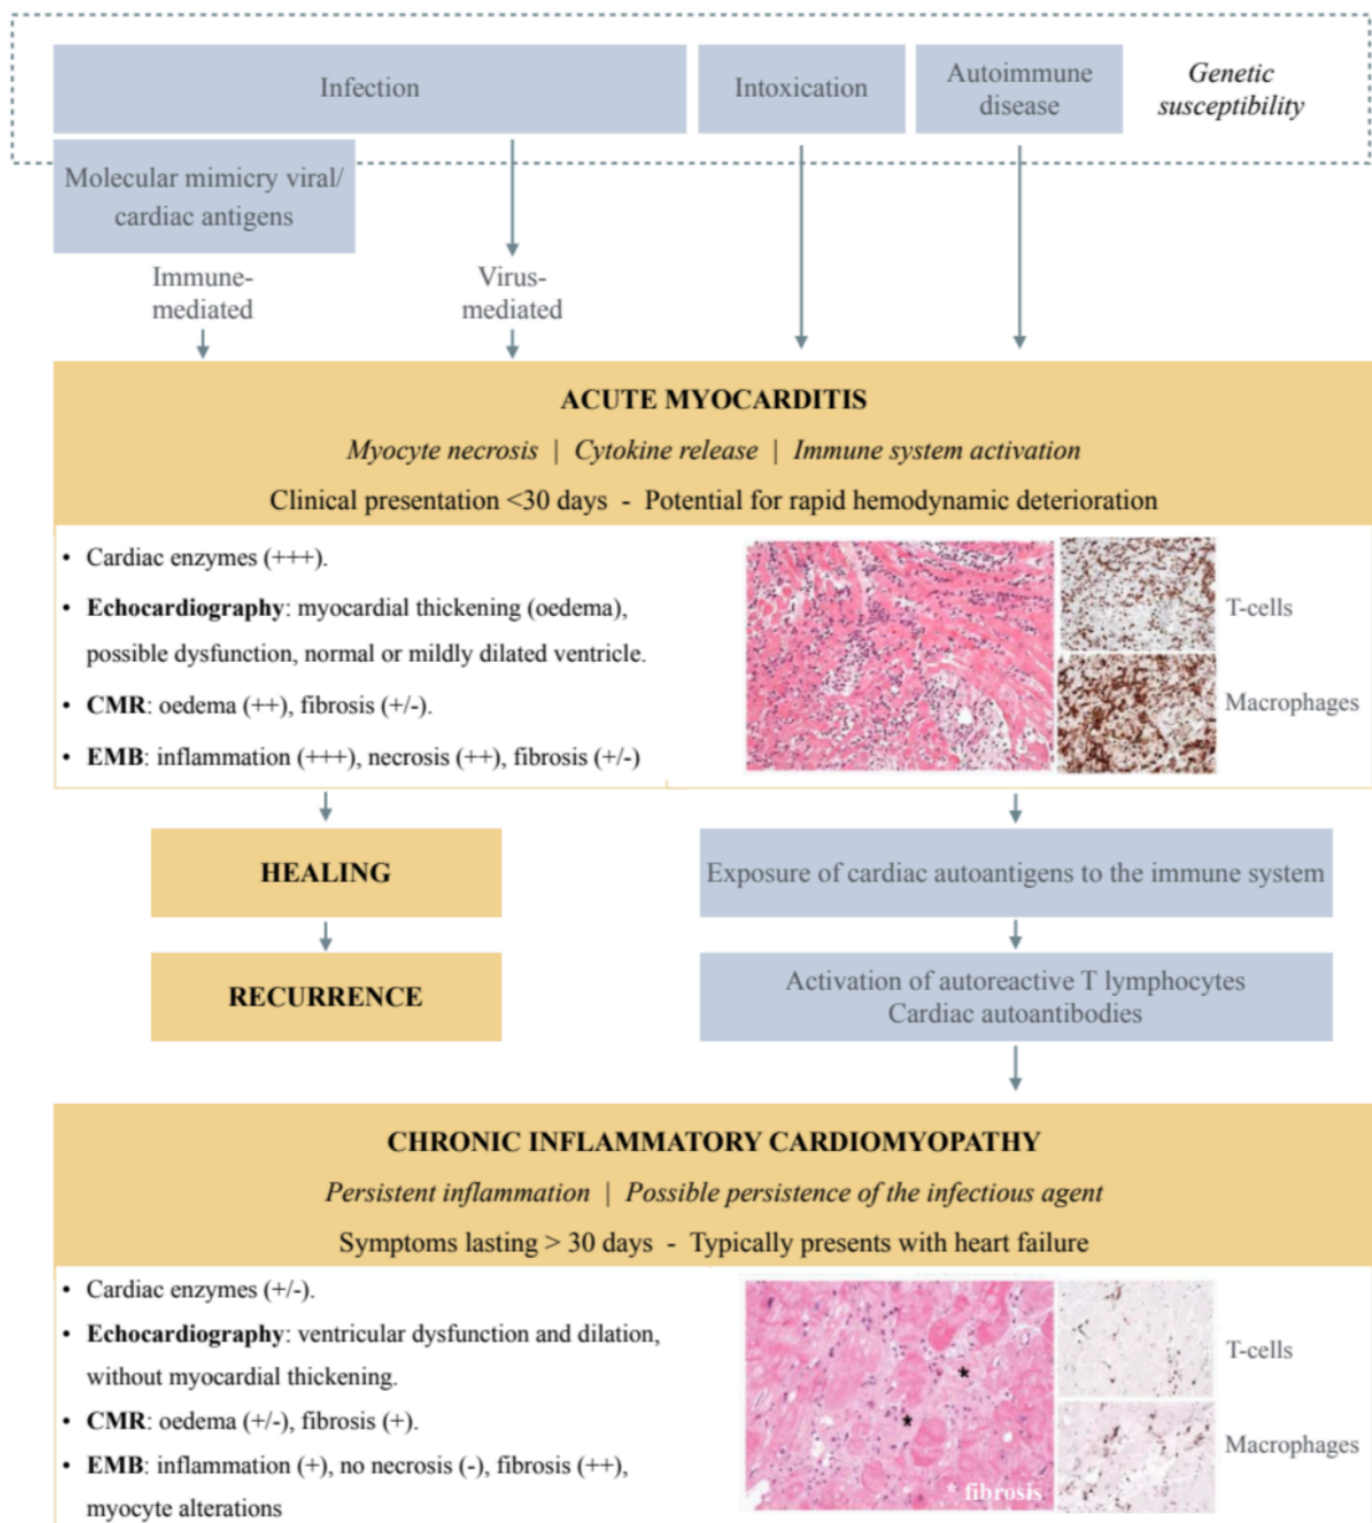 Infection
Intoxication
Autoimmune
disease
Genetic
susceptibility
Molecular mimicry viral/
cardiac antigens
Immune-
mediated
Virus-
mediated
ACUTE MYOCARDITIS
Myocyte necrosis | Cytokine release | Immune system activation
Clinical presentation <30 days - Potential for rapid hemodynamic deterioration
• Cardiac enzymes (+++).
• Echocardiography: myocardial thickening (oedema),
possible dysfunction, normal or mildly dilated ventricle.
• CMR: oedema (++), fibrosis (+/-).
• EMB: inflammation (+++), necrosis (++), fibrosis (+/-)
T-cells
Macrophages
HEALING
RECURRENCE
Exposure of cardiac autoantigens to the immune system
Activation of autoreactive T lymphocytes
Cardiac autoantibodies
CHRONIC INFLAMMATORY CARDIOMYOPATHY
Persistent inflammation | Possible persistence of the infectious agent
Symptoms lasting > 30 days - Typically presents with heart failure
• Cardiac enzymes (+/-).
• Echocardiography: ventricular dysfunction and dilation,
without myocardial thickening.
• CMR: oedema (+/-), fibrosis (+).
• EMB: inflammation (+), no necrosis (-), fibrosis (++),
myocyte alterations
*
*
* fibrosis
T-cells
Macrophages